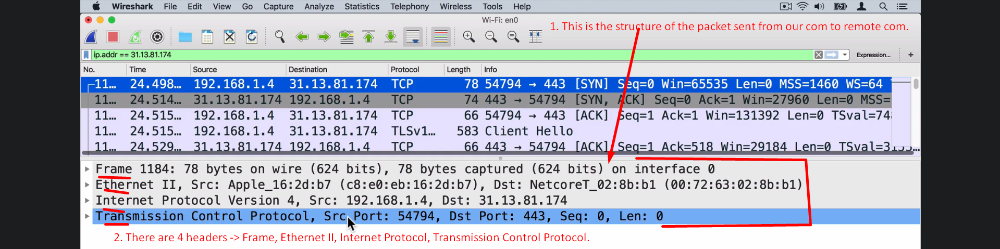 Wireshark File Edit View Go Capture Analyze Statistics Telephony Wireless Tools Help
Wi-Fi: en0
1. This is the structure of the packet sent from our com to remote com.
ip.addr == 31.13.81.174
Expression... +
No. Time Source Destination Protocol Length Info
11... 24.498... 192.168.1.4 31.13.81.174 TCP 78 54794 → 443 [SYN] Seq=0 Win=65535 Len=0 MSS=1460 WS=64
11... 24.514... 31.13.81.174 192.168.1.4 TCP 74 443 → 54794 [SYN, ACK] Seq=0 Ack=1 Win=27960 Len=0 MSS=
11... 24.515... 192.168.1.4 31.13.81.174 TCP 66 54794 → 443 [ACK] Seq=1 Ack=1 Win=131392 Len=0
11... 24.515... 192.168.1.4 31.13.81.174 TLSv1... 583 Client Hello
11... 24.529... 31.13.81.174 192.168.1.4 TCP 66 443 → 54794 [ACK] Seq=1 Ack=518 Win=29184 Len=0
Frame 1184: 78 bytes on wire (624 bits), 78 bytes captured (624 bits) on interface 0
Ethernet II, Src: Apple_16:2d:b7 (c8:e0:eb:16:2d:b7), Dst: NetcoreT_02:8b:b1 (00:72:63:02:8b:b1)
Internet Protocol Version 4, Src: 192.168.1.4, Dst: 31.13.81.174
Transmission Control Protocol, Src Port: 54794, Dst Port: 443, Seq: 0, Len: 0
2. There are 4 headers -> Frame, Ethernet II, Internet Protocol, Transmission Control Protocol.